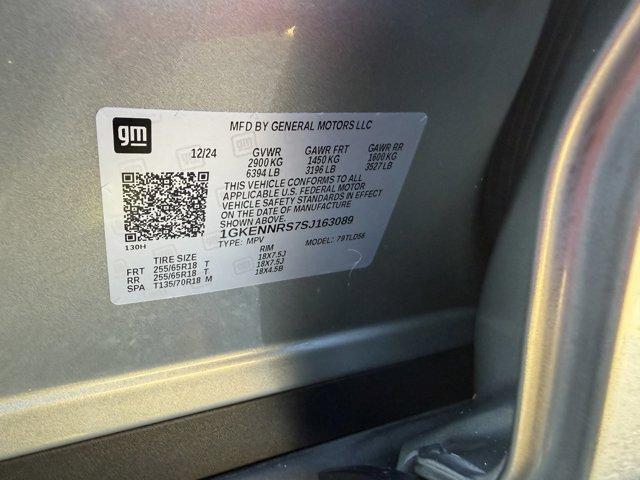 gm
MFD BY GENERAL MOTORS LLC
12/24 GVWR GAWR FRT GAWR RR
2900 KG 1450 KG 1600 KG
6394 LB 3196 LB 3527 LB
THIS VEHICLE CONFORMS TO ALL
APPLICABLE U.S. FEDERAL MOTOR
VEHICLE SAFETY STANDARDS IN EFFECT
ON THE DATE OF MANUFACTURE
SHOWN ABOVE.
1GKENNRS7SJ163089
130H
TYPE: MPV MODEL: 79TLD56
TIRE SIZE RIM
FRT 255/65R18 T 18X7.5J
RR 255/65R18 T 18X7.5J
SPA T135/70R18 M 18X4.5B